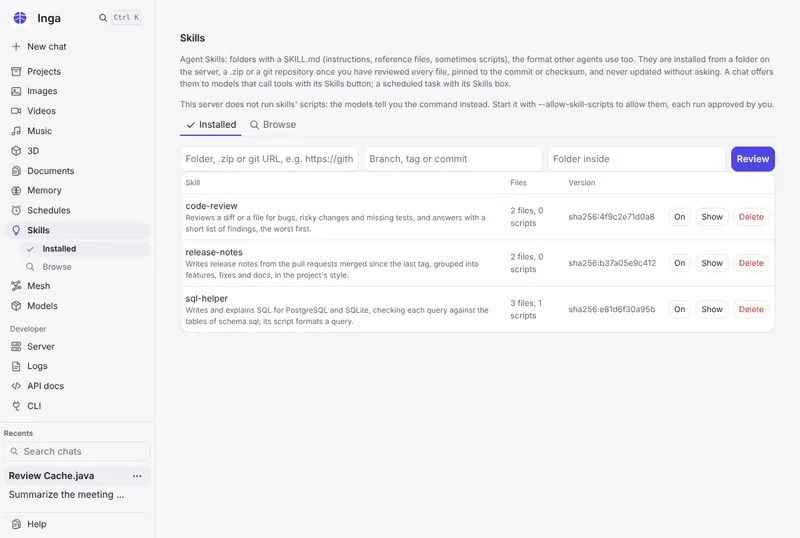 Inga
Ctrl K
New chat
Projects
Images
Videos
Music
3D
Documents
Memory
Schedules
Skills
Installed
Browse
Mesh
Models
Developer
Server
Logs
API docs
CLI
Recents
Search chats
Review Cache.java
Summarize the meeting ...
Help
Skills
Agent Skills: folders with a SKILL.md (instructions, reference files, sometimes scripts), the format other agents use too. They are installed from a folder on
the server, a .zip or a git repository once you have reviewed every file, pinned to the commit or checksum, and never updated without asking. A chat offers
them to models that call tools with its Skills button; a scheduled task with its Skills box.
This server does not run skills' scripts: the models tell you the command instead. Start it with --allow-skill-scripts to allow them, each run approved by you.
Installed Browse
Folder, .zip or git URL, e.g. https://gith Branch, tag or commit Folder inside Review
Skill Files Version
code-review
Reviews a diff or a file for bugs, risky changes and missing tests, and answers with a
short list of findings, the worst first.
2 files, 0
scripts
sha256:4f9c2e71d0a8 On Show Delete
release-notes
Writes release notes from the pull requests merged since the last tag, grouped into
features, fixes and docs, in the project's style.
2 files, 0
scripts
sha256:b37a05e9c412 On Show Delete
sql-helper
Writes and explains SQL for PostgreSQL and SQLite, checking each query against the
tables of schema.sql; its script formats a query.
3 files, 1
scripts
sha256:e81d6f30a95b On Show Delete